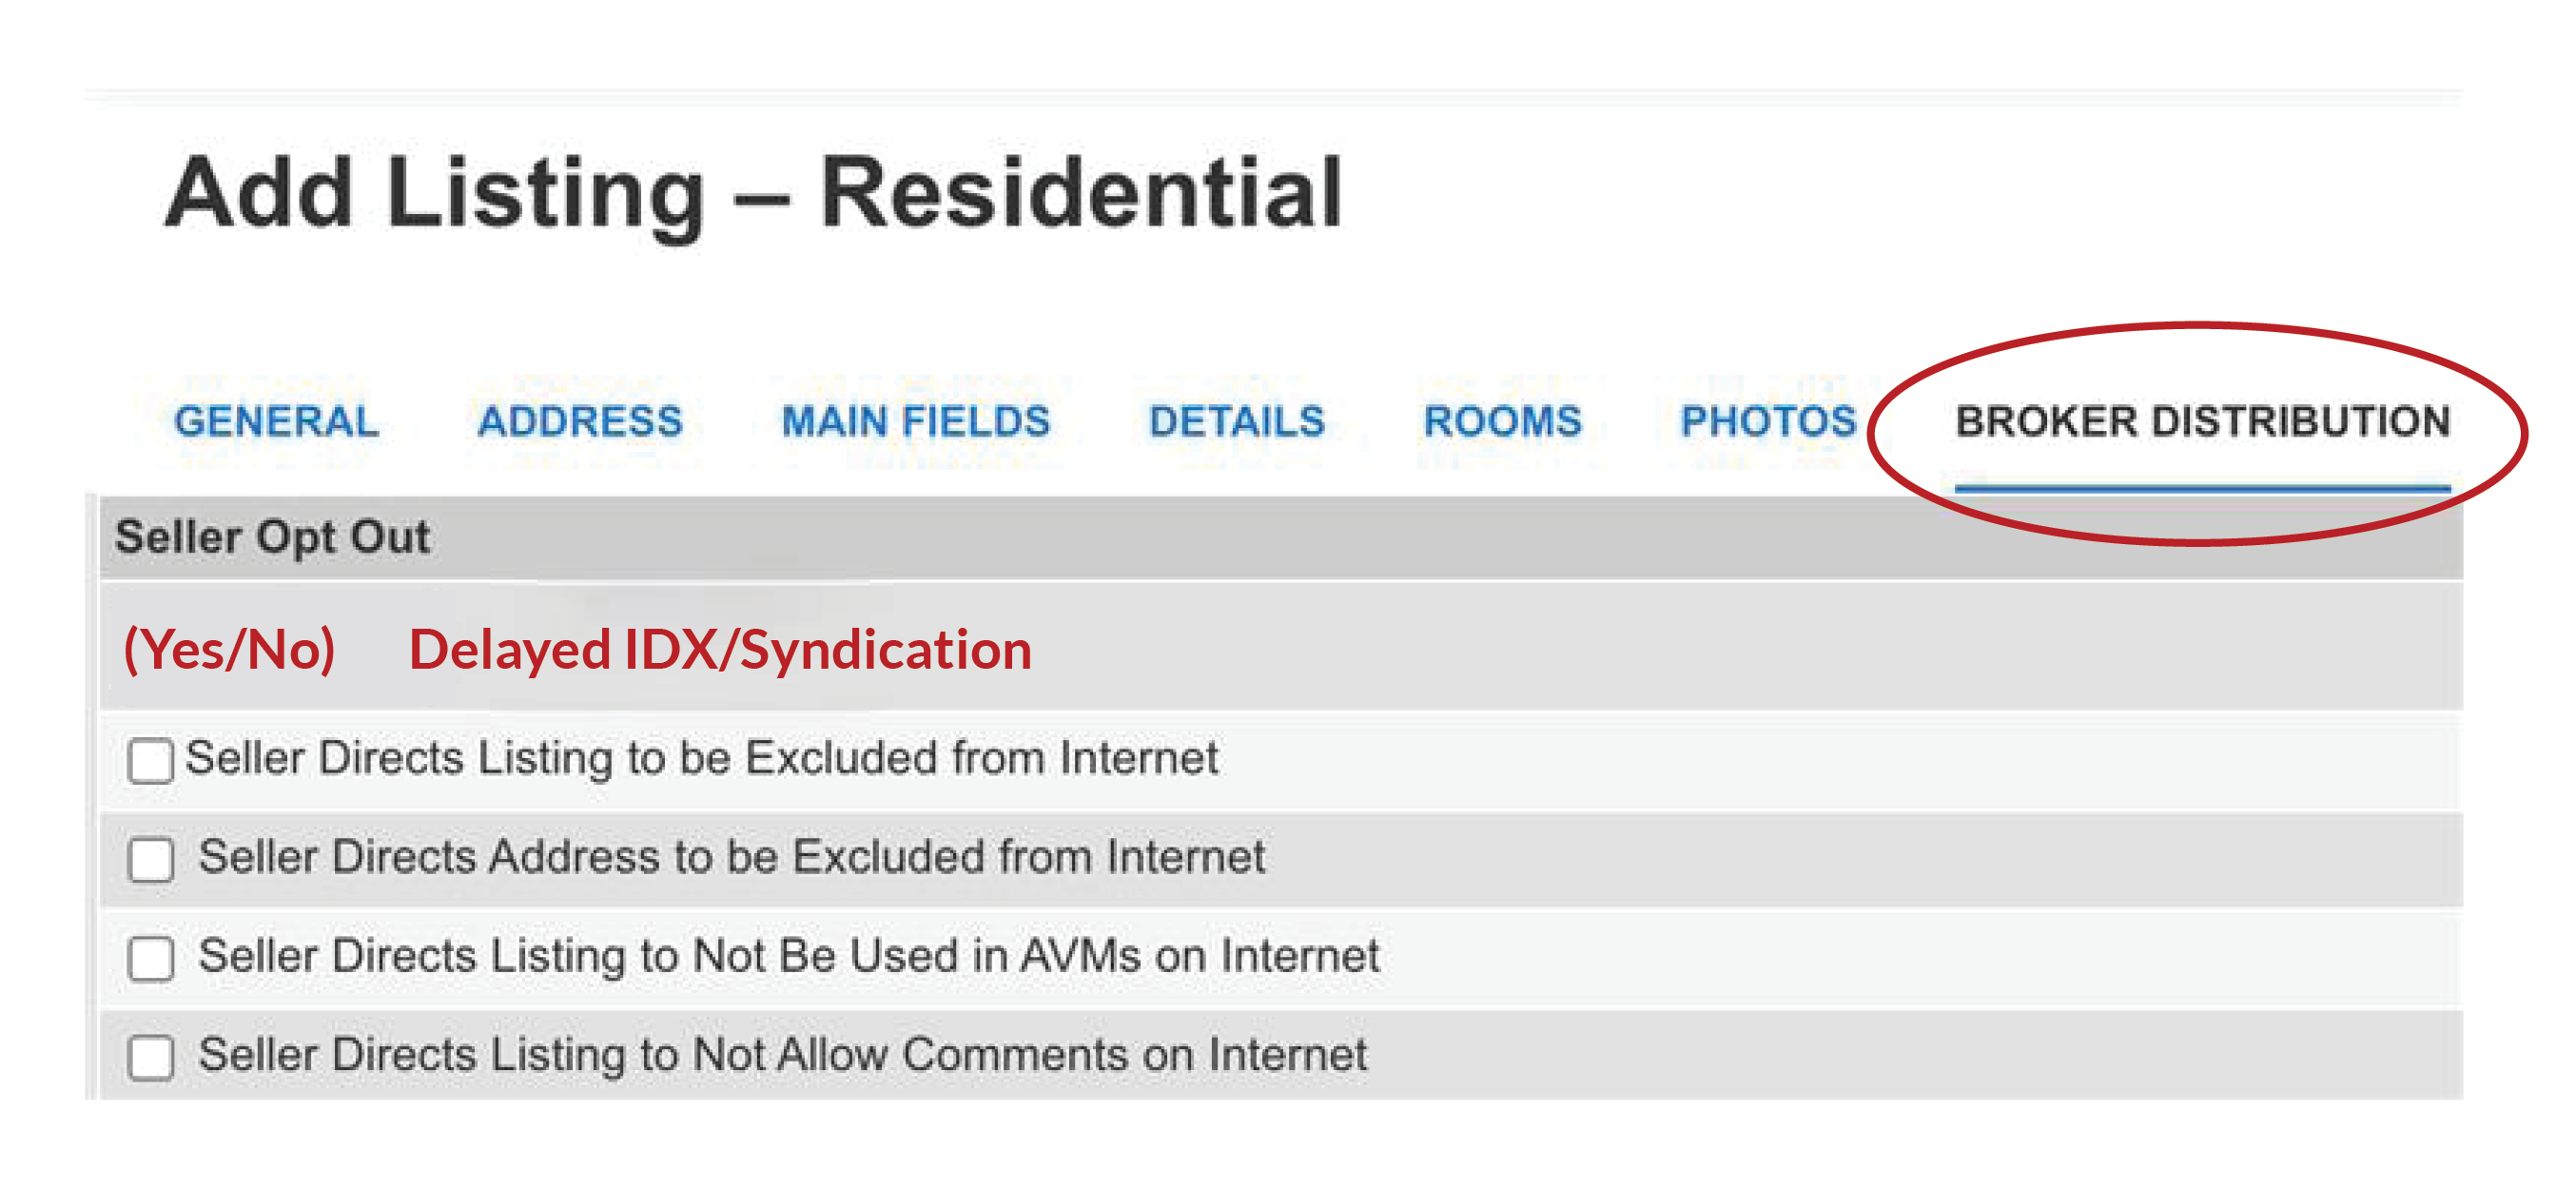 Add Listing – Residential
GENERAL ADDRESS MAIN FIELDS DETAILS ROOMS PHOTOS BROKER DISTRIBUTION
Seller Opt Out
(Yes/No) Delayed IDX/Syndication
Seller Directs Listing to be Excluded from Internet
Seller Directs Address to be Excluded from Internet
Seller Directs Listing to Not Be Used in AVMs on Internet
Seller Directs Listing to Not Allow Comments on Internet